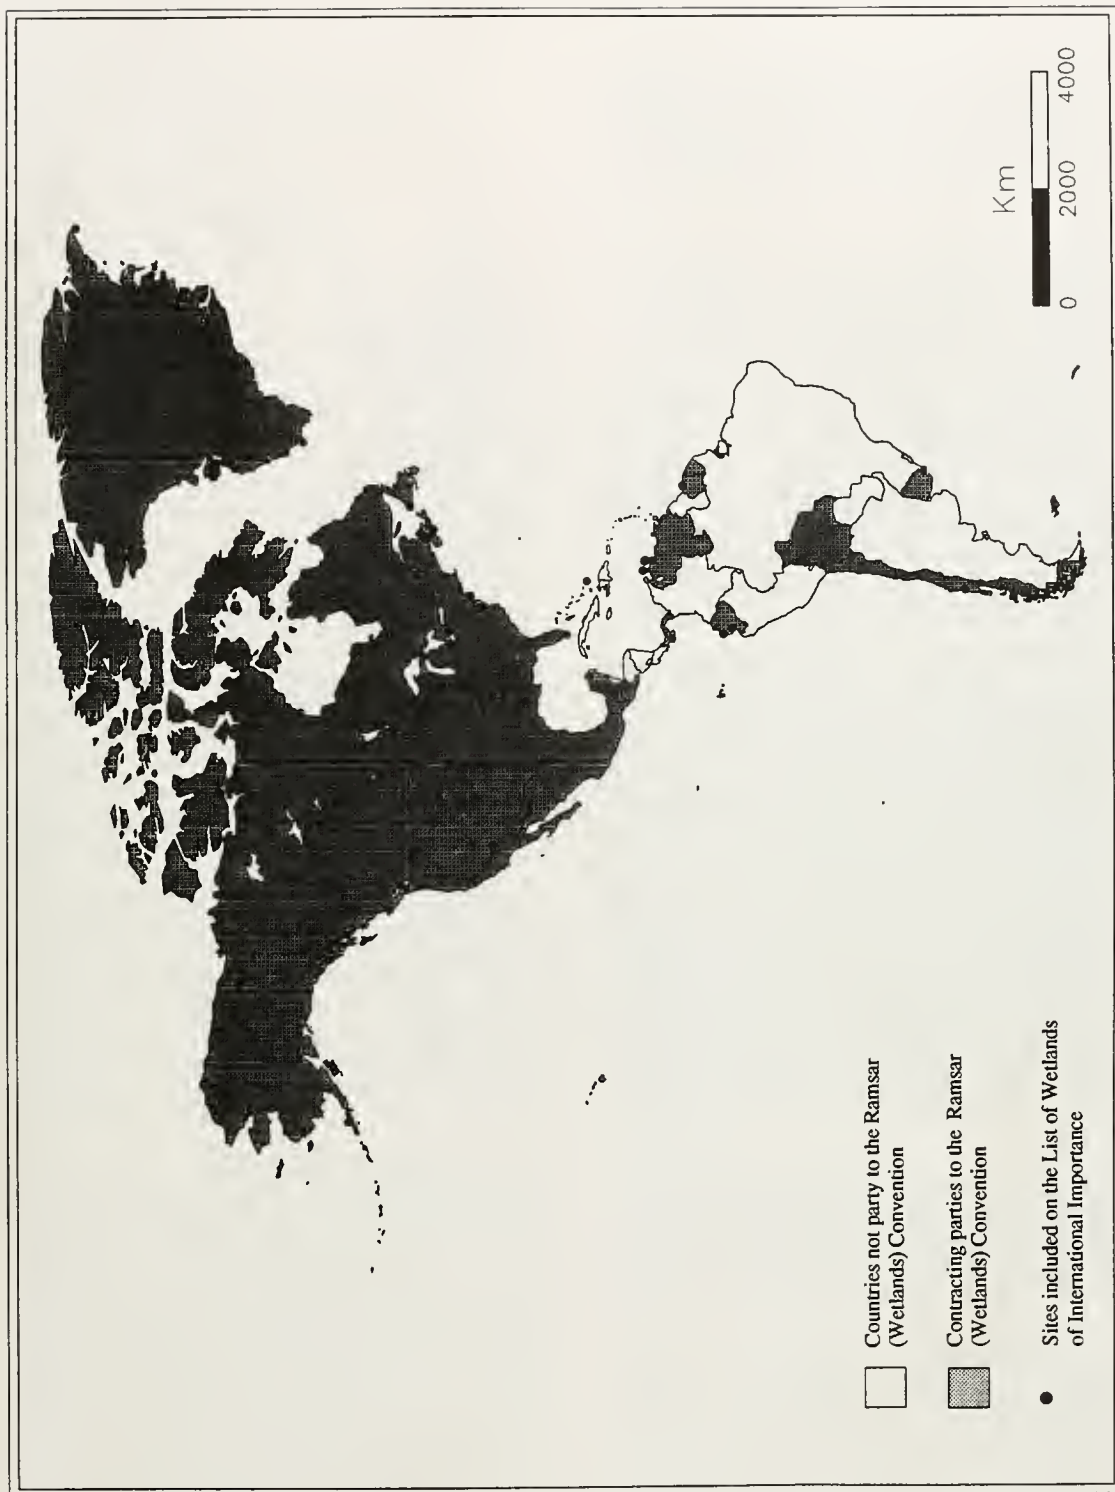 Km
0 2000 4000
Countries not party to the Ramsar
(Wetlands) Convention
Contracting parties to the Ramsar
(Wetlands) Convention
Sites included on the List of Wetlands
of International Importance